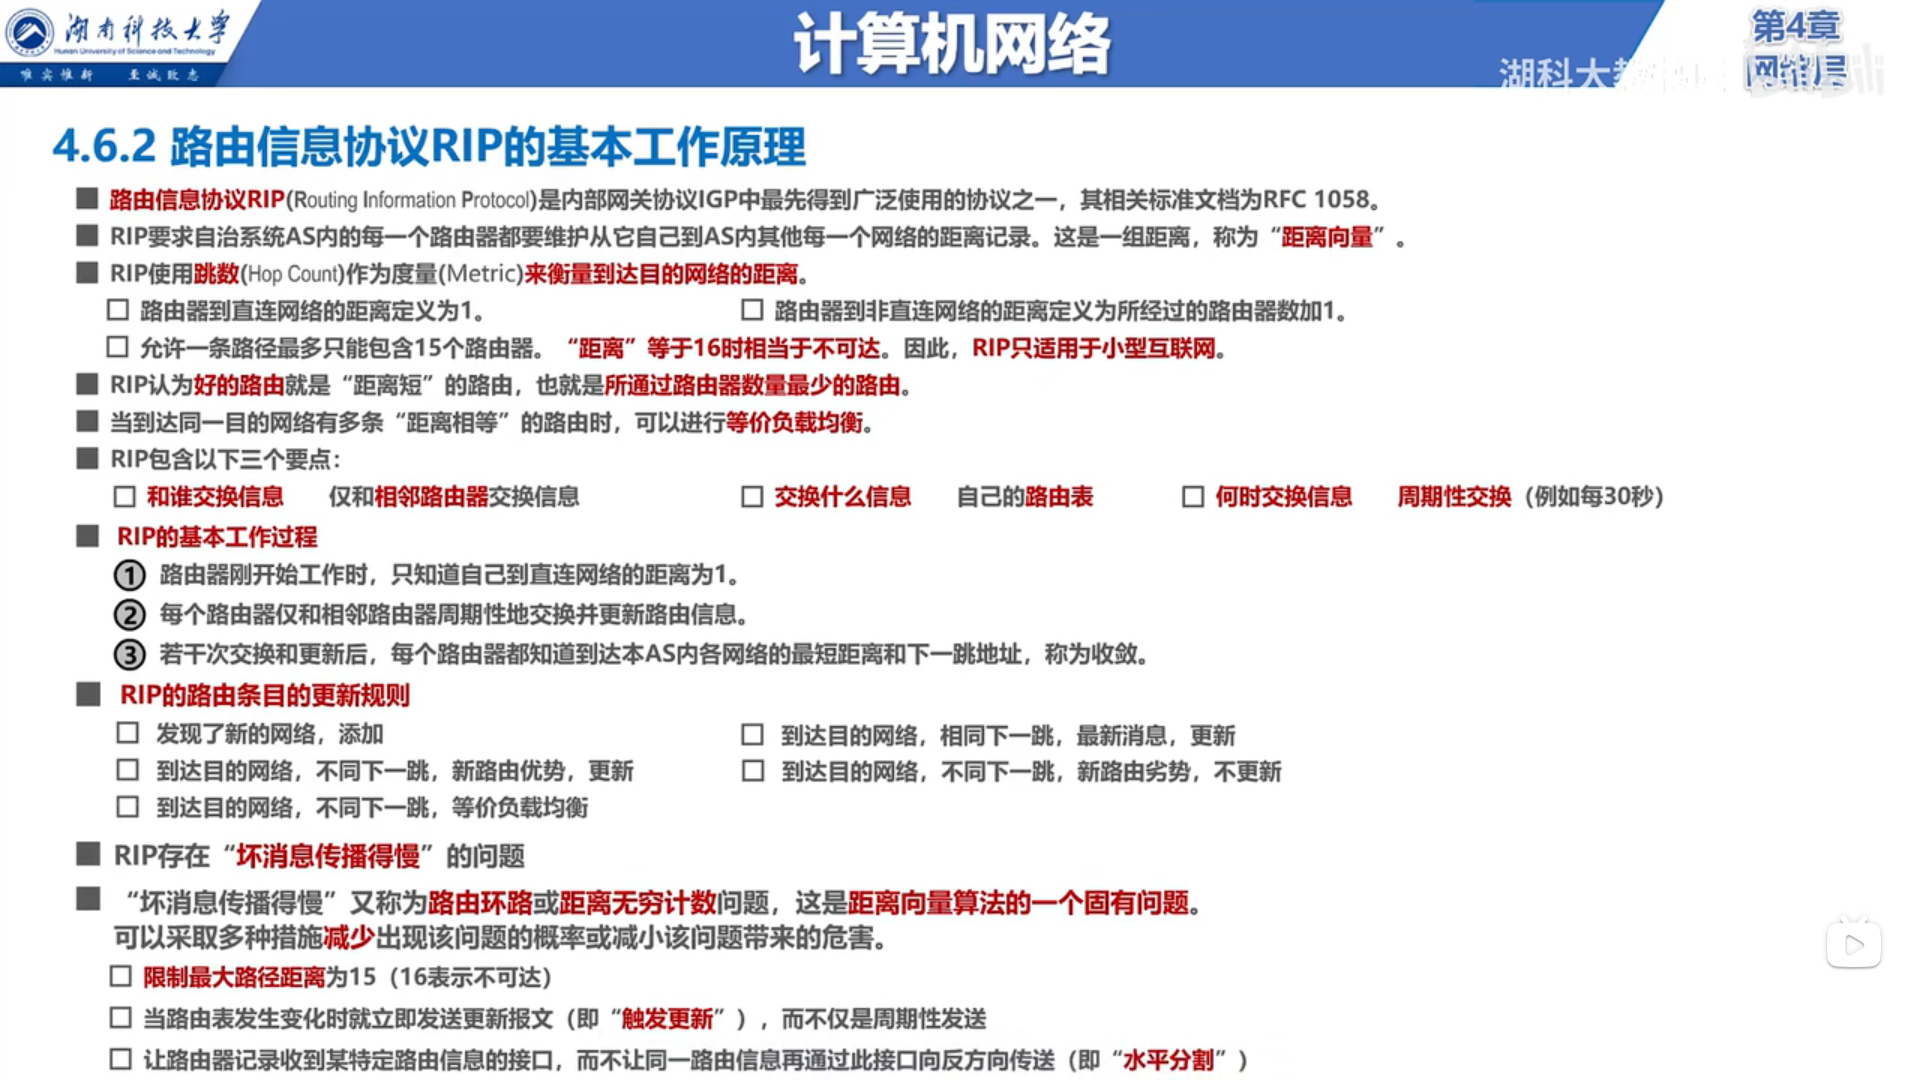 湖南科技大学
Hunan University of Science and Technology
唯实惟新 至诚致志
计算机网络
第4章
网络层
湖科大教
4.6.2 路由信息协议RIP的基本工作原理
路由信息协议RIP(Routing Information Protocol)是内部网关协议IGP中最先得到广泛使用的协议之一，其相关标准文档为RFC 1058。
RIP要求自治系统AS内的每一个路由器都要维护从它自己到AS内其他每一个网络的距离记录。这是一组距离，称为“距离向量”。
RIP使用跳数(Hop Count)作为度量(Metric)来衡量到达目的网络的距离。
路由器到直连网络的距离定义为1。 路由器到非直连网络的距离定义为所经过的路由器数加1。
允许一条路径最多只能包含15个路由器。“距离”等于16时相当于不可达。因此，RIP只适用于小型互联网。
RIP认为好的路由就是“距离短”的路由，也就是所通过路由器数量最少的路由。
当到达同一目的网络有多条“距离相等”的路由时，可以进行等价负载均衡。
RIP包含以下三个要点：
和谁交换信息 仅和相邻路由器交换信息 交换什么信息 自己的路由表 何时交换信息 周期性交换（例如每30秒）
RIP的基本工作过程
① 路由器刚开始工作时，只知道自己到直连网络的距离为1。
② 每个路由器仅和相邻路由器周期性地交换并更新路由信息。
③ 若干次交换和更新后，每个路由器都知道到达本AS内各网络的最短距离和下一跳地址，称为收敛。
RIP的路由条目的更新规则
发现了新的网络，添加 到达目的网络，相同下一跳，最新消息，更新
到达目的网络，不同下一跳，新路由优势，更新 到达目的网络，不同下一跳，新路由劣势，不更新
到达目的网络，不同下一跳，等价负载均衡
RIP存在“坏消息传播得慢”的问题
“坏消息传播得慢”又称为路由环路或距离无穷计数问题，这是距离向量算法的一个固有问题。
可以采取多种措施减少出现该问题的概率或减小该问题带来的危害。
限制最大路径距离为15（16表示不可达）
当路由表发生变化时就立即发送更新报文（即“触发更新”），而不仅是周期性发送
让路由器记录收到某特定路由信息的接口，而不让同一路由信息再通过此接口向反方向传送（即“水平分割”）